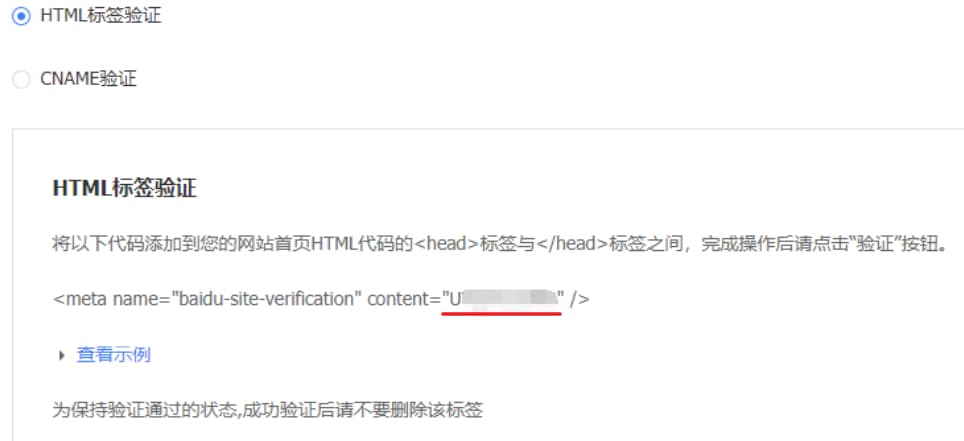 HTML标签验证
CNAME验证
HTML标签验证
将以下代码添加到您的网站首页HTML代码的<head>标签与</head>标签之间，完成操作后请点击“验证”按钮。
<meta name="baidu-site-verification" content="U" />
查看示例
为保持验证通过的状态,成功验证后请不要删除该标签